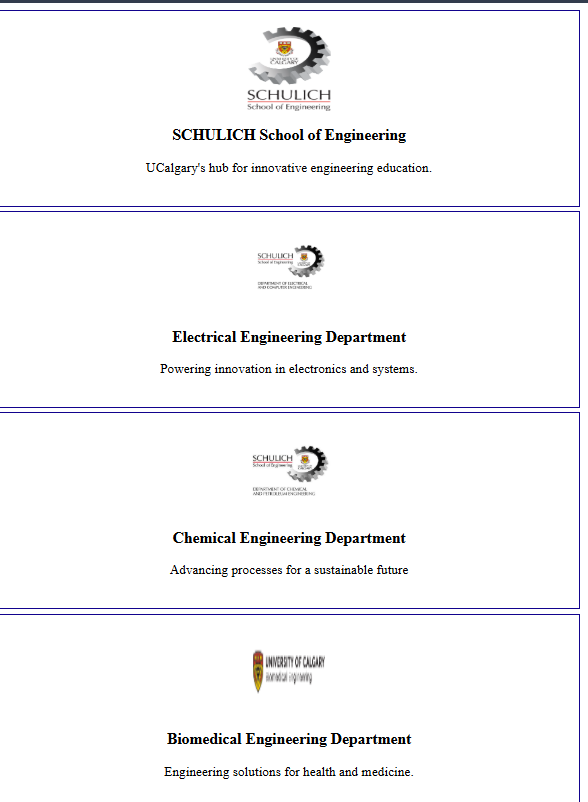 UNIVERSITY OF
CALGARY
SCHULICH
School of Engineering
SCHULICH School of Engineering
UCalgary's hub for innovative engineering education.
SCHULICH
School of Engineering
DEPARTMENT OF ELECTRICAL
AND COMPUTER ENGINEERING
Electrical Engineering Department
Powering innovation in electronics and systems.
SCHULICH
School of Engineering
DEPARTMENT OF CHEMICAL
AND PETROLEUM ENGINEERING
Chemical Engineering Department
Advancing processes for a sustainable future
UNIVERSITY OF CALGARY
Biomedical Engineering
Biomedical Engineering Department
Engineering solutions for health and medicine.